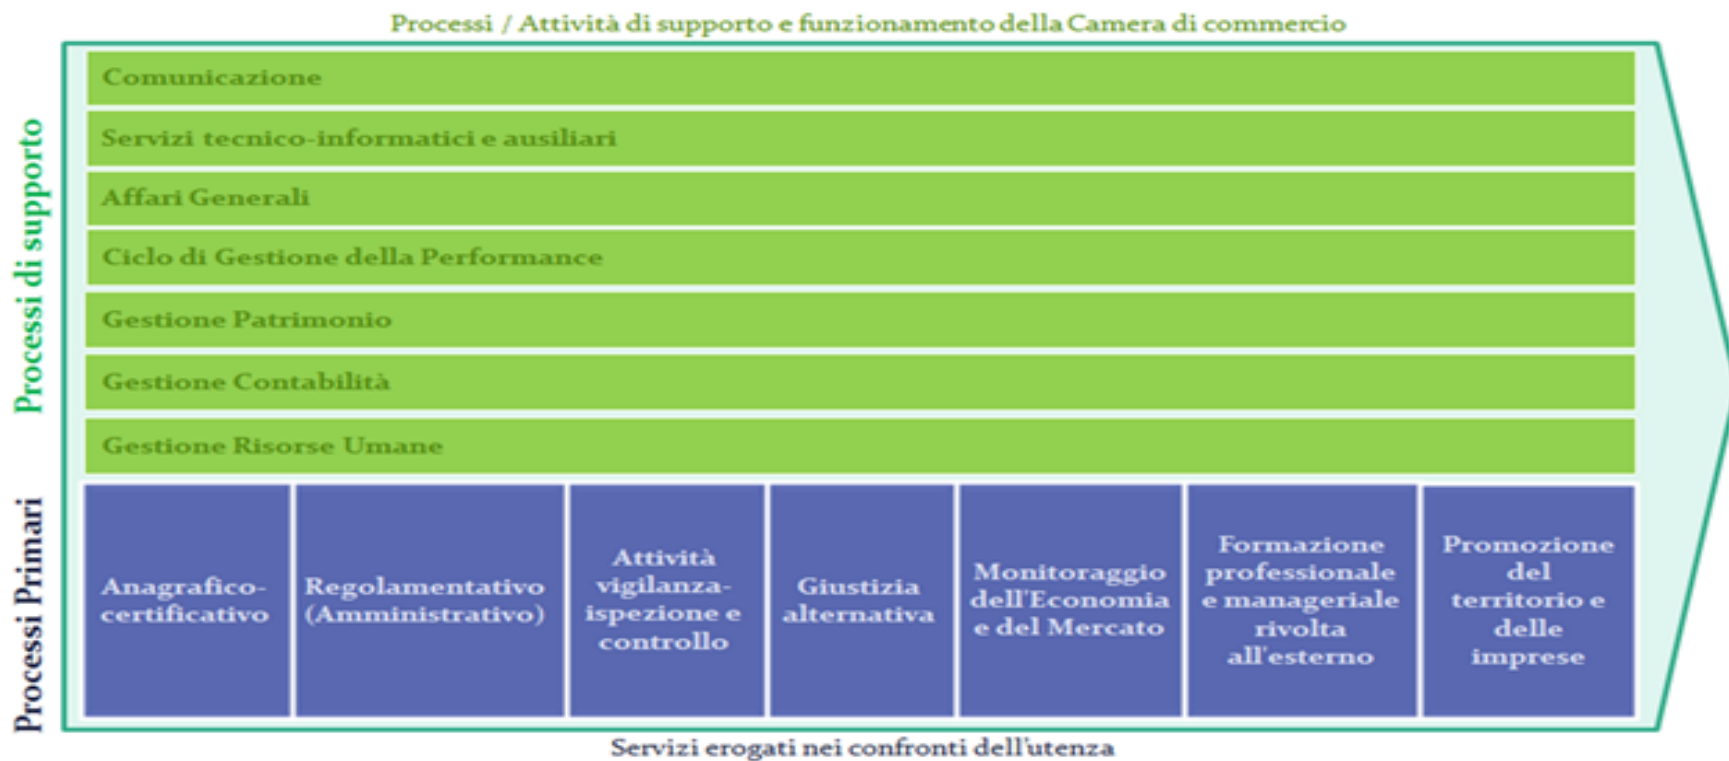 Processi / Attività di supporto e funzionamento della Camera di commercio
Processi di supporto
Comunicazione
Servizi tecnico-informatici e ausiliari
Affari Generali
Ciclo di Gestione della Performance
Gestione Patrimonio
Gestione Contabilità
Gestione Risorse Umane
Processi Primari
Anagrafico-
certificativo
Regolamentativo
(Amministrativo)
Attività
vigilanza-
ispezione e
controllo
Giustizia
alternativa
Monitoraggio
dell'Economia
e del Mercato
Formazione
professionale
e manageriale
rivolta
all'esterno
Promozione
del
territorio e
delle
imprese
Servizi erogati nei confronti dell'utenza